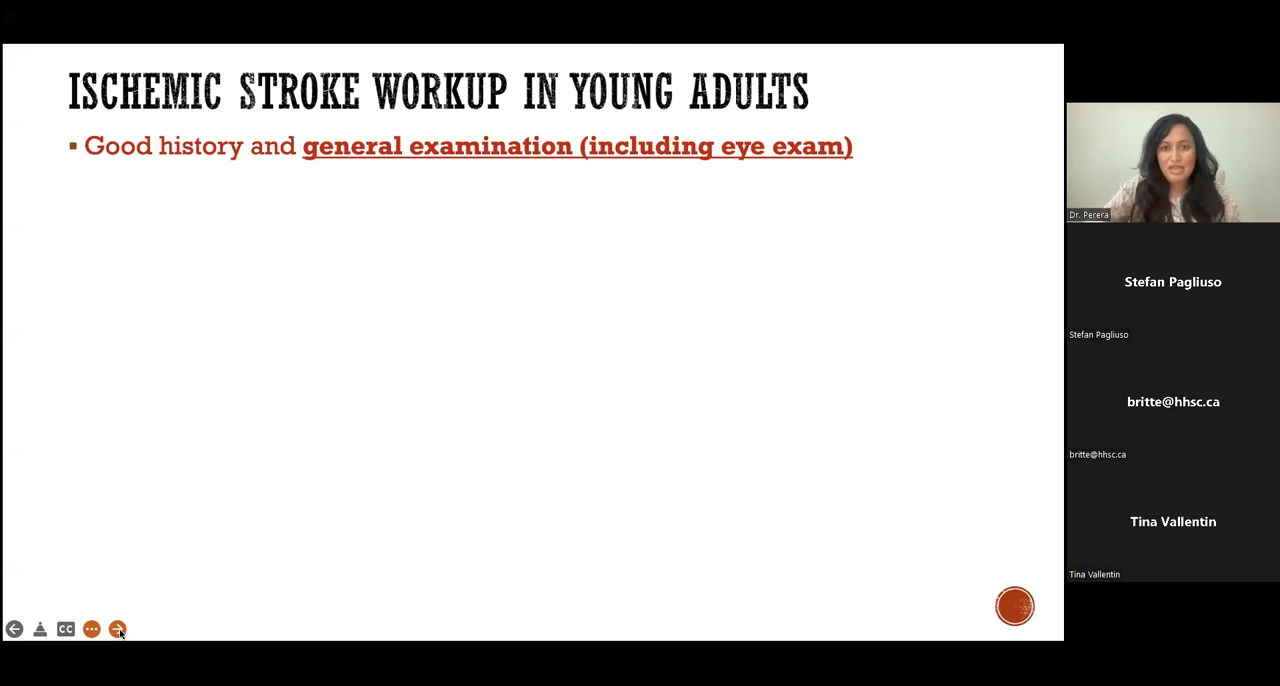 ISCHEMIC STROKE WORKUP IN YOUNG ADULTS
Good history and general examination (including eye exam)
Dr. Perera
Stefan Pagliuso
Stefan Pagliuso
britte@hhsc.ca
britte@hhsc.ca
Tina Vallentin
Tina Vallentin
CC